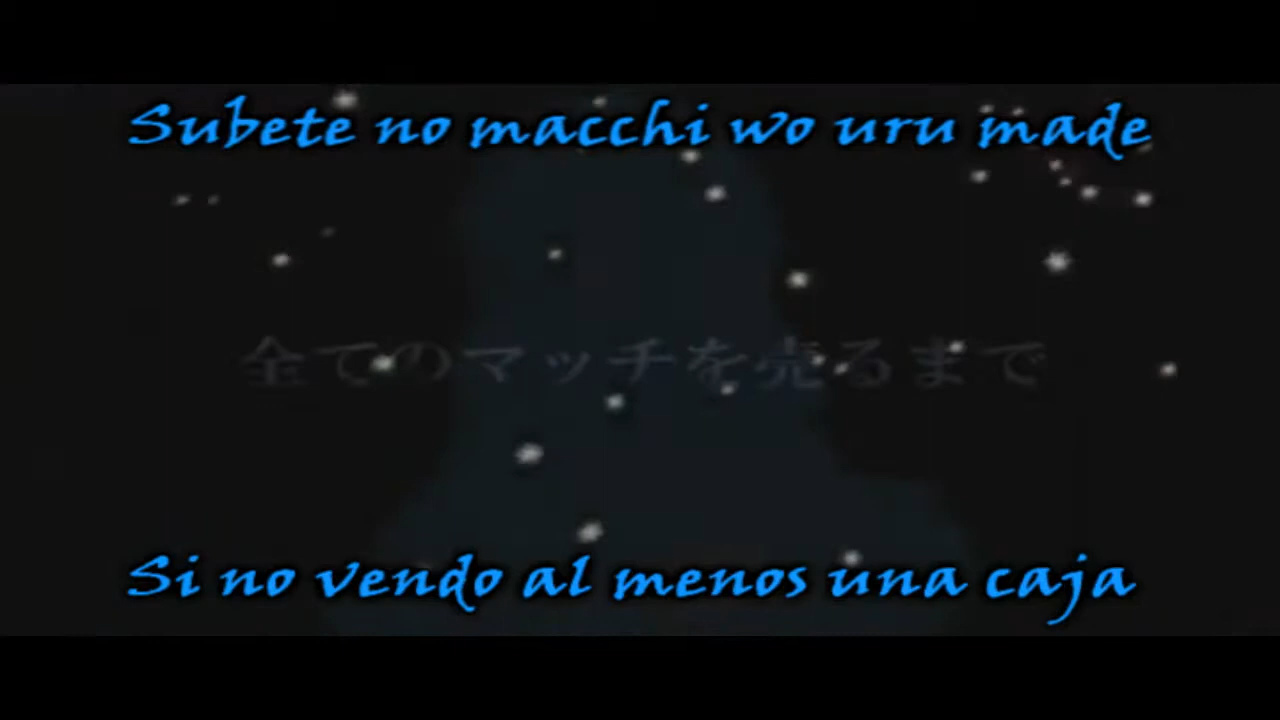 Subete no macchi wo uru made
全てのマッチを売るまで
Si no vendo al menos una caja